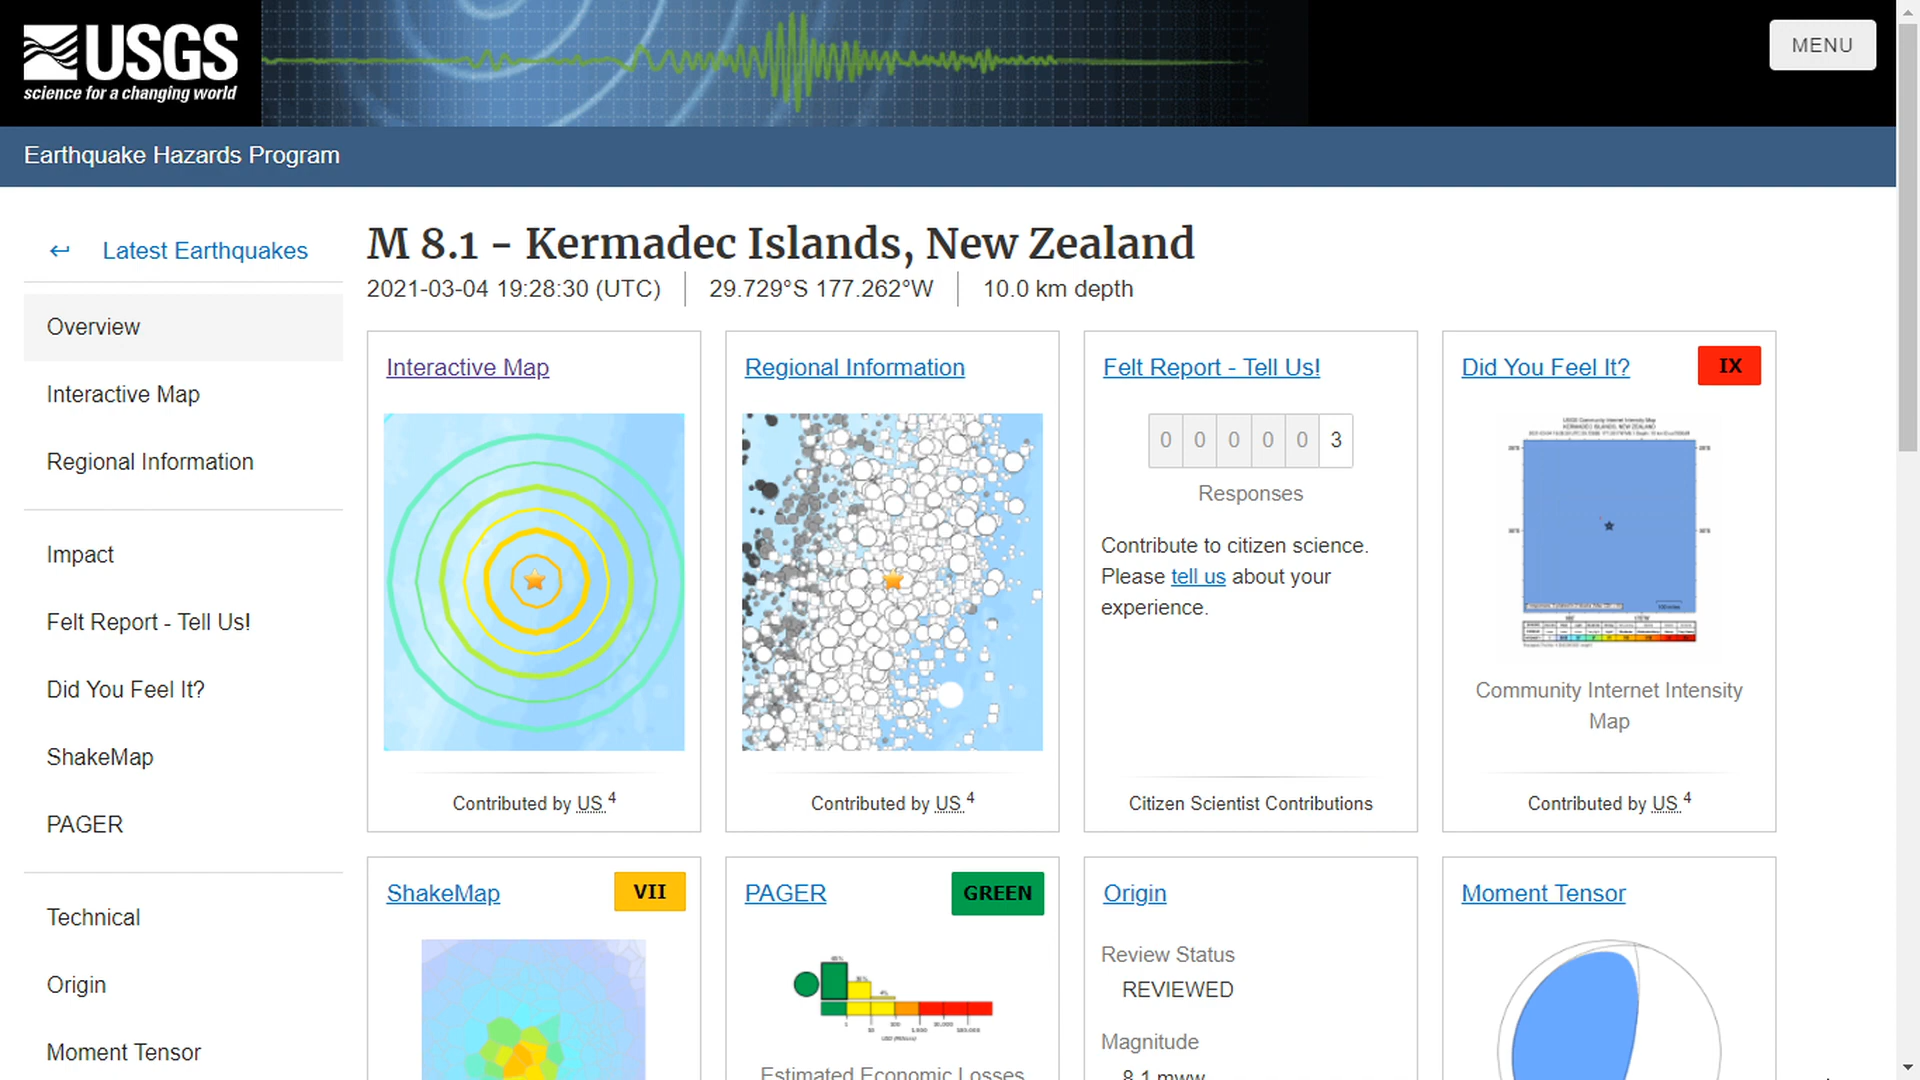 USGS
science for a changing world
MENU
Earthquake Hazards Program
Latest Earthquakes
Overview
Interactive Map
Regional Information
Impact
Felt Report - Tell Us!
Did You Feel It?
ShakeMap
PAGER
Technical
Origin
Moment Tensor
M 8.1 - Kermadec Islands, New Zealand
2021-03-04 19:28:30 (UTC)
29.729°S 177.262°W
10.0 km depth
Interactive Map
Contributed by US 4
Regional Information
Contributed by US 4
Felt Report - Tell Us!
0 0 0 0 0 3
Responses
Contribute to citizen science.
Please tell us about your
experience.
Citizen Scientist Contributions
Did You Feel It?
IX
Community Internet Intensity
Map
Contributed by US 4
ShakeMap
VII
PAGER
GREEN
Estimated Economic Losses
Origin
Review Status
REVIEWED
Magnitude
8.1 mww
Moment Tensor